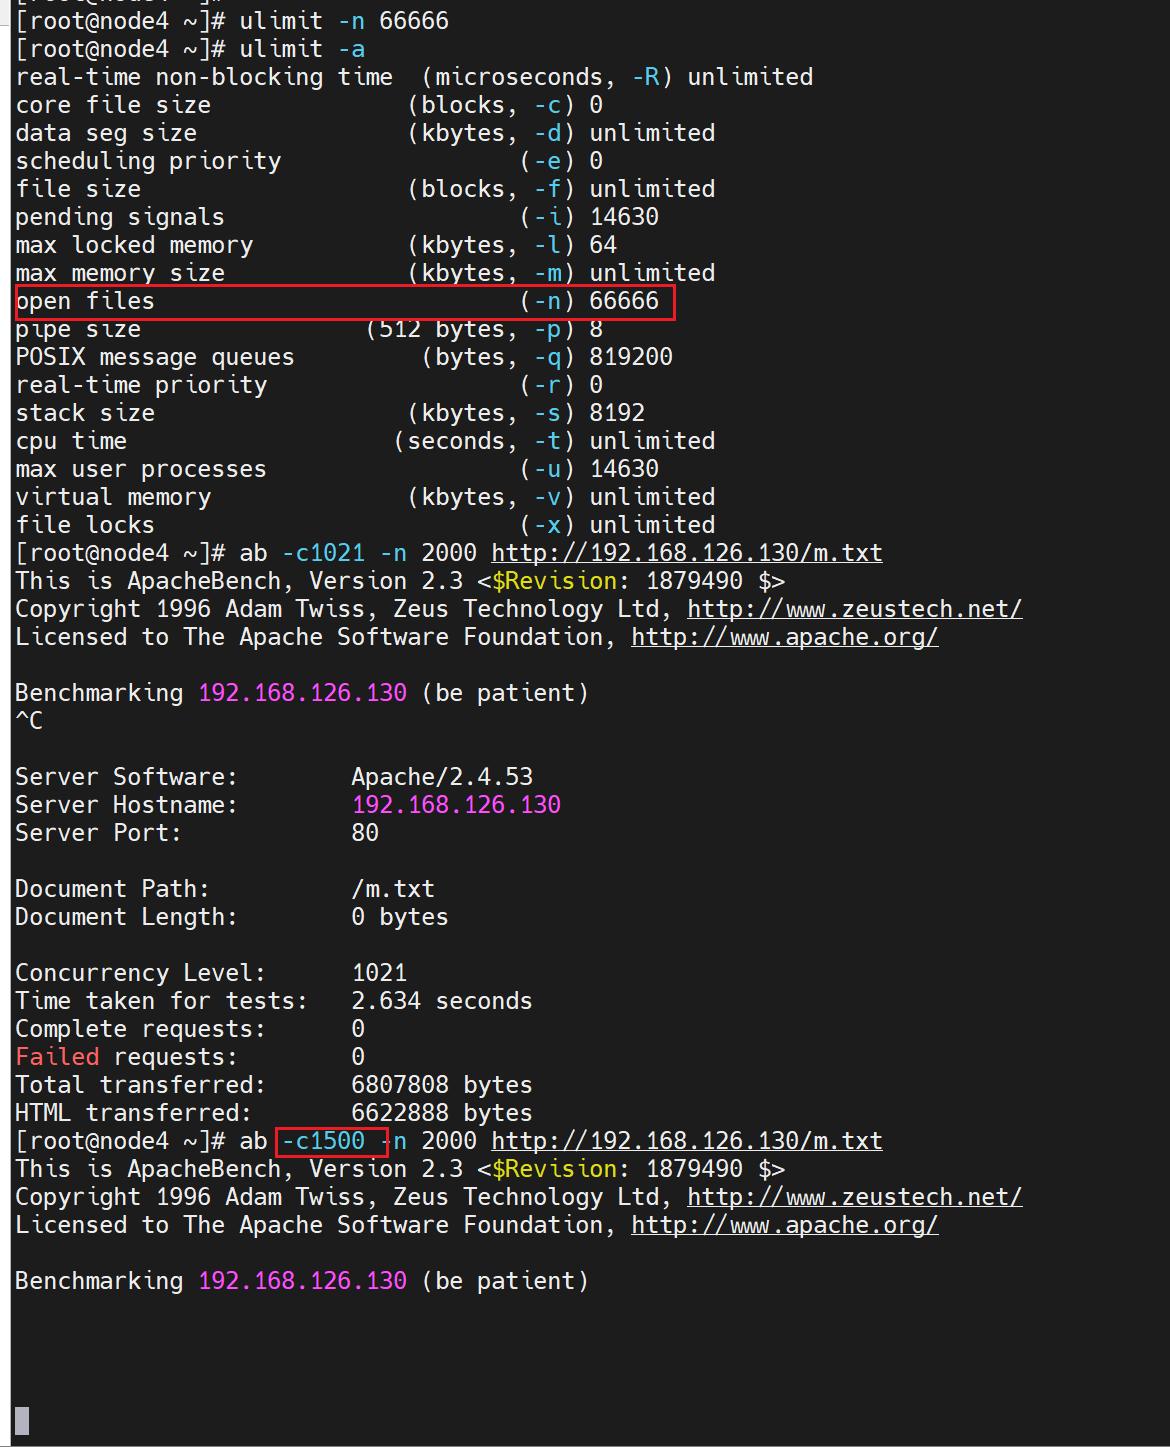 [root@node4 ~]# ulimit -n 66666
[root@node4 ~]# ulimit -a
real-time non-blocking time  (microseconds, -R) unlimited
core file size              (blocks, -c) 0
data seg size               (kbytes, -d) unlimited
scheduling priority                 (-e) 0
file size                   (blocks, -f) unlimited
pending signals                     (-i) 14630
max locked memory           (kbytes, -l) 64
max memory size             (kbytes, -m) unlimited
open files                          (-n) 66666
pipe size                (512 bytes, -p) 8
POSIX message queues         (bytes, -q) 819200
real-time priority                  (-r) 0
stack size                  (kbytes, -s) 8192
cpu time                   (seconds, -t) unlimited
max user processes                  (-u) 14630
virtual memory              (kbytes, -v) unlimited
file locks                          (-x) unlimited
[root@node4 ~]# ab -c1021 -n 2000 http://192.168.126.130/m.txt
This is ApacheBench, Version 2.3 <$Revision: 1879490 $>
Copyright 1996 Adam Twiss, Zeus Technology Ltd, http://www.zeustech.net/
Licensed to The Apache Software Foundation, http://www.apache.org/

Benchmarking 192.168.126.130 (be patient)
^C

Server Software:        Apache/2.4.53
Server Hostname:        192.168.126.130
Server Port:            80

Document Path:          /m.txt
Document Length:        0 bytes

Concurrency Level:      1021
Time taken for tests:   2.634 seconds
Complete requests:      0
Failed requests:        0
Total transferred:      6807808 bytes
HTML transferred:       6622888 bytes
[root@node4 ~]# ab -c1500 -n 2000 http://192.168.126.130/m.txt
This is ApacheBench, Version 2.3 <$Revision: 1879490 $>
Copyright 1996 Adam Twiss, Zeus Technology Ltd, http://www.zeustech.net/
Licensed to The Apache Software Foundation, http://www.apache.org/

Benchmarking 192.168.126.130 (be patient)